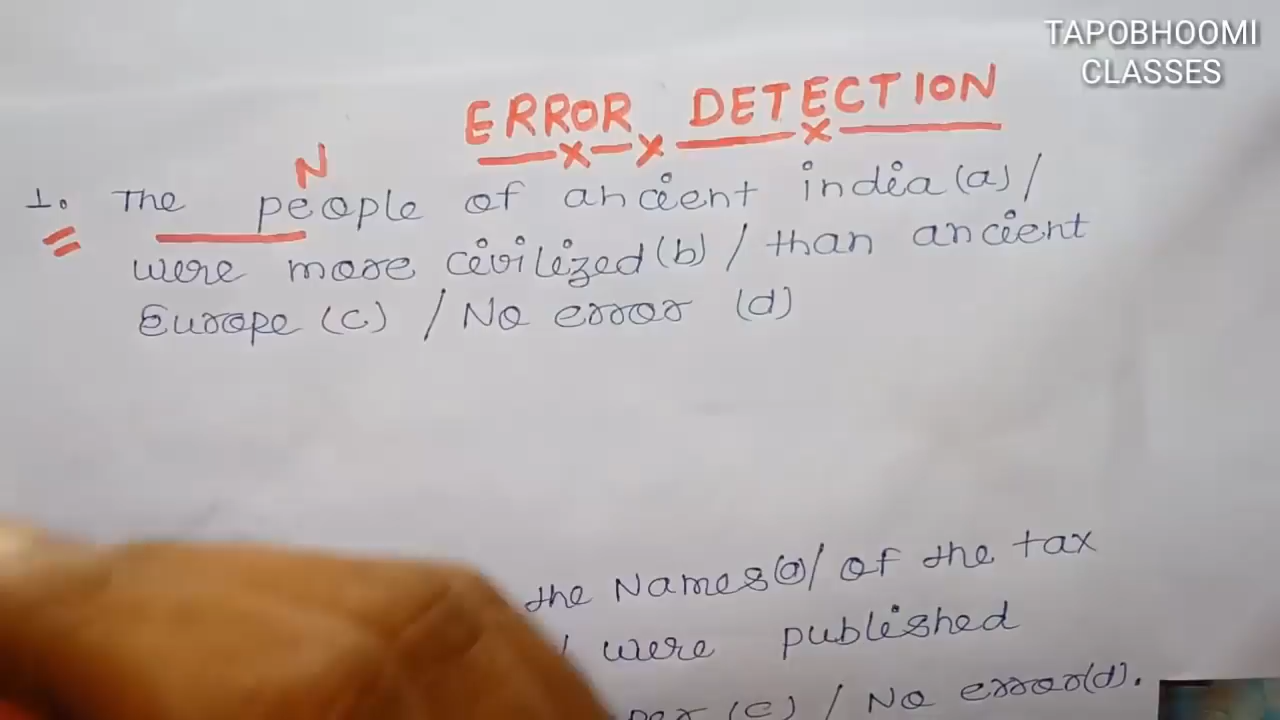 TAPOBHOOMI
CLASSES
ERROR DETECTION
N
1. The people of ancient india (a) /
were more civilized (b) / than ancient
Europe (c) / No error (d)
the Names (a) / of the tax
/ were published
(c) / No error (d).